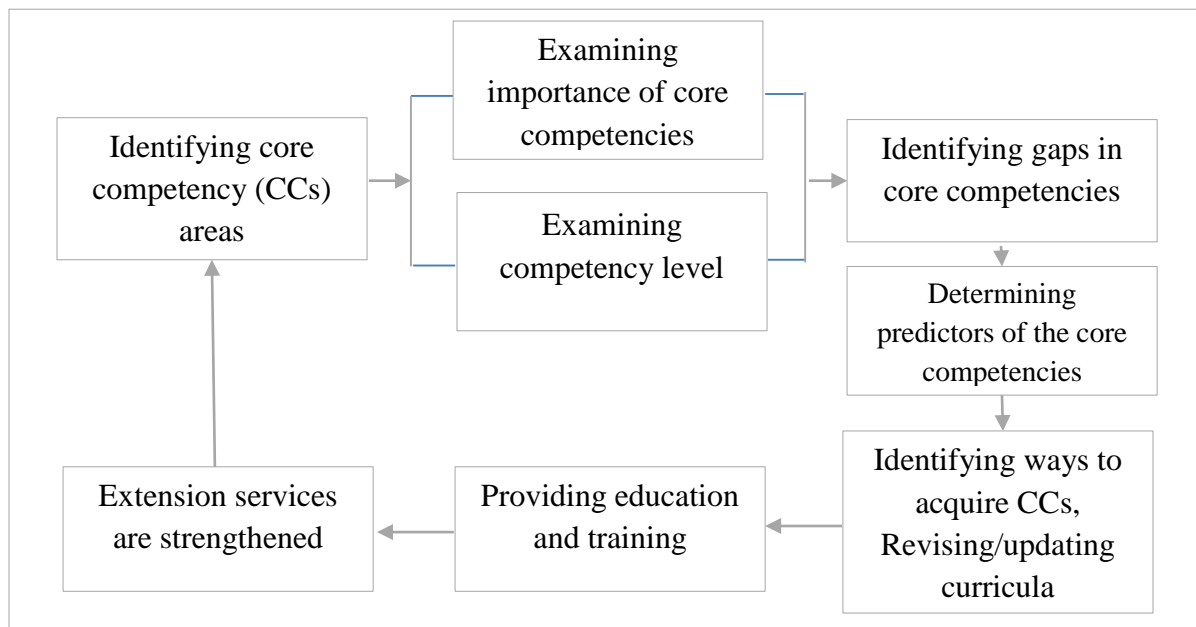 Examining
importance of core
competencies
Identifying core
competency (CCs)
areas
Examining
competency level
Identifying gaps in
core competencies
Determining
predictors of the core
competencies
Identifying ways to
acquire CCs,
Revising/updating
curricula
Providing education
and training
Extension services
are strengthened